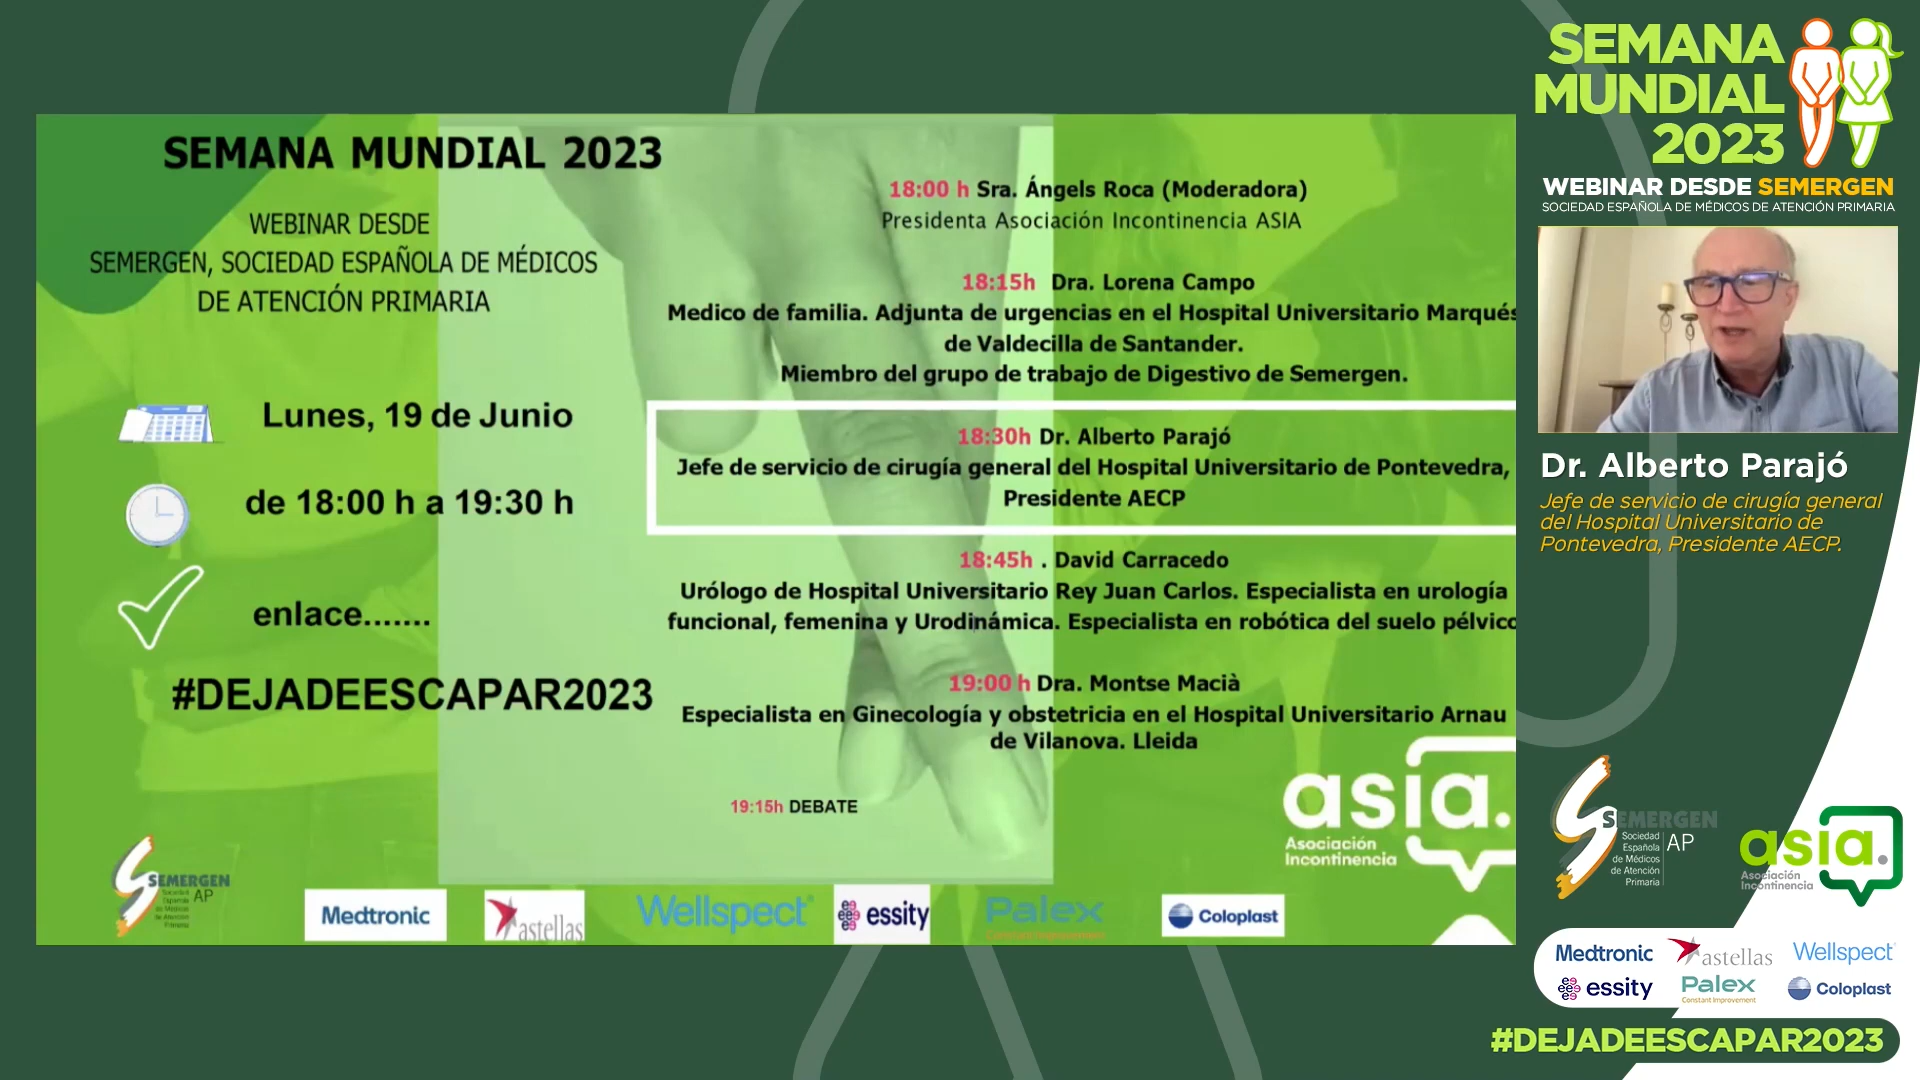 SEMANA MUNDIAL 2023
WEBINAR DESDE
SEMERGEN, SOCIEDAD ESPAÑOLA DE MÉDICOS
DE ATENCIÓN PRIMARIA
Lunes, 19 de Junio
de 18:00 h a 19:30 h
enlace.......
#DEJADEESCAPAR2023
18:00 h Sra. Ángels Roca (Moderadora)
Presidenta Asociación Incontinencia ASIA
18:15h Dra. Lorena Campo
Medico de familia. Adjunta de urgencias en el Hospital Universitario Marqués
de Valdecilla de Santander.
Miembro del grupo de trabajo de Digestivo de Semergen.
18:30h Dr. Alberto Parajó
Jefe de servicio de cirugía general del Hospital Universitario de Pontevedra,
Presidente AECP
18:45h . David Carracedo
Urólogo de Hospital Universitario Rey Juan Carlos. Especialista en urología
funcional, femenina y Urodinámica. Especialista en robótica del suelo pélvico
19:00 h Dra. Montse Macià
Especialista en Ginecología y obstetricia en el Hospital Universitario Arnau
de Vilanova. Lleida
19:15h DEBATE
asia.
Asociación
Incontinencia
SEMERGEN
Sociedad
Española
de Médicos
de Atención
Primaria
AP
Medtronic
astellas
Wellspect
essity
Palex
Constant Improvement
Coloplast
SEMANA
MUNDIAL
2023
WEBINAR DESDE SEMERGEN
SOCIEDAD ESPAÑOLA DE MÉDICOS DE ATENCIÓN PRIMARIA
Dr. Alberto Parajó
Jefe de servicio de cirugía general
del Hospital Universitario de
Pontevedra, Presidente AECP.
SEMERGEN
Sociedad
Española
de Médicos
de Atención
Primaria
AP
asia.
Asociación
Incontinencia
Medtronic
astellas
Wellspect
essity
Palex
Constant Improvement
Coloplast
#DEJADEESCAPAR2023